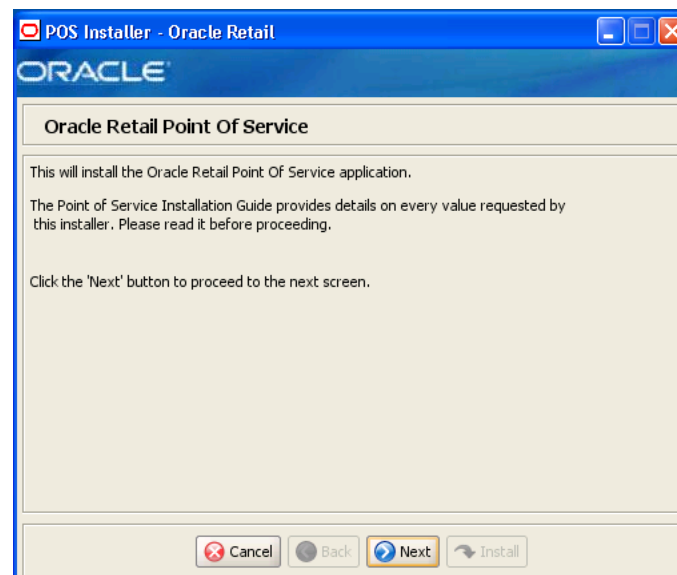 POS Installer - Oracle Retail
ORACLE
Oracle Retail Point Of Service
This will install the Oracle Retail Point Of Service application.
The Point of Service Installation Guide provides details on every value requested by
this installer. Please read it before proceeding.
Click the 'Next' button to proceed to the next screen.
Cancel Back Next Install